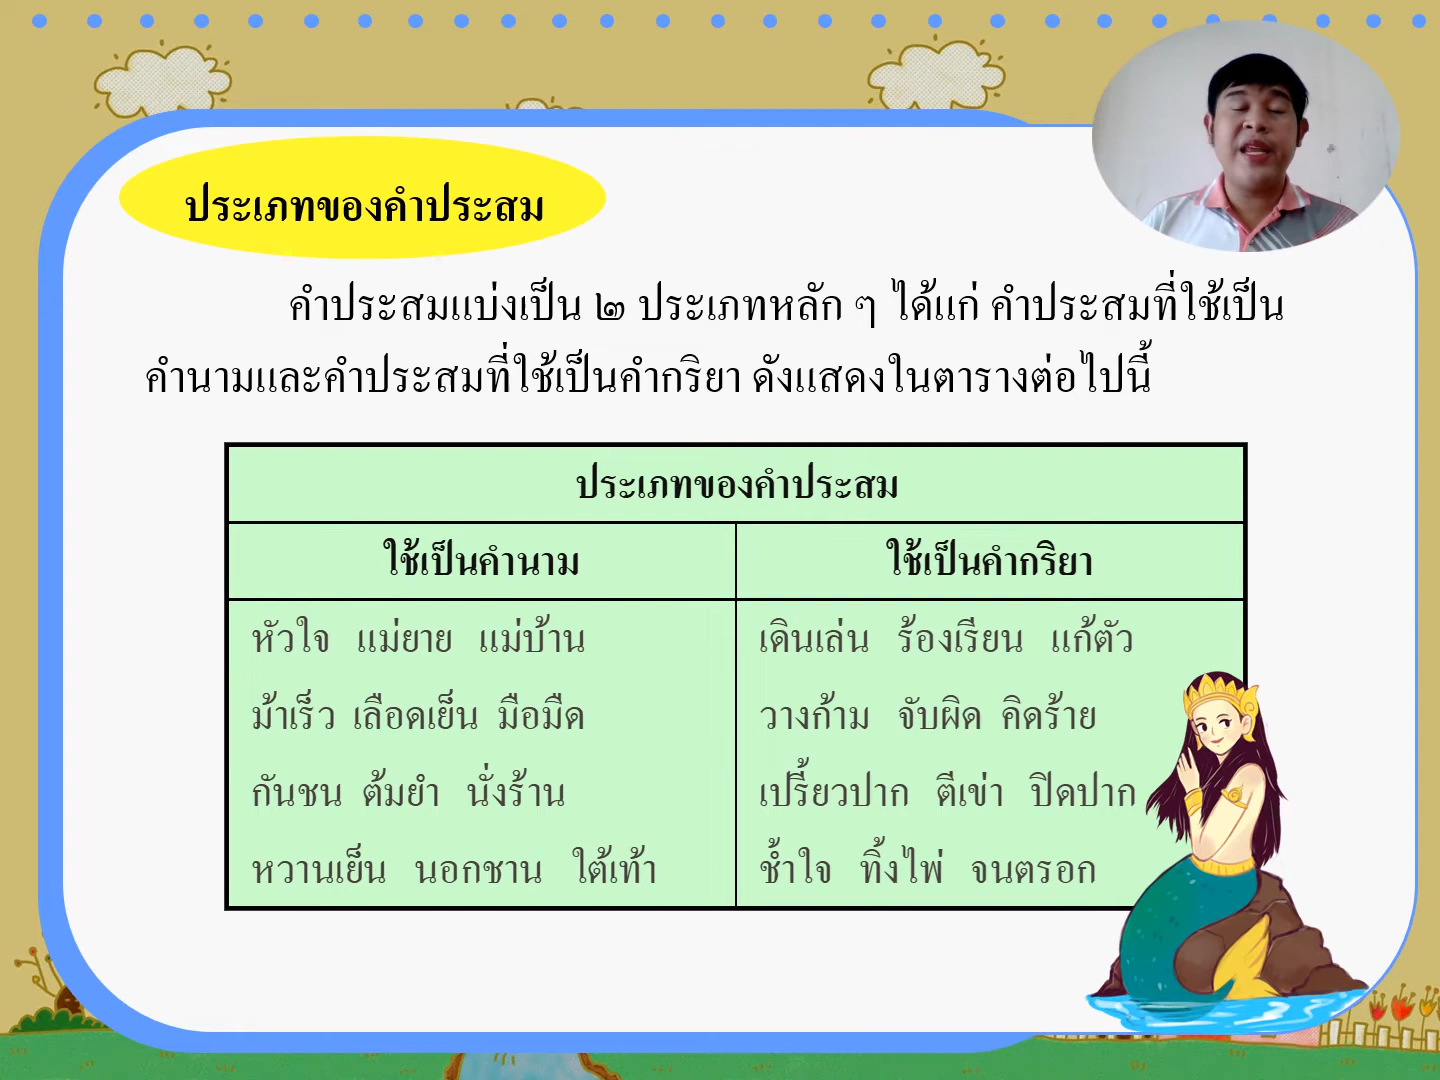 ประเภทของคำประสม
คำประสมแบ่งเป็น ๒ ประเภทหลัก ๆ ได้แก่ คำประสมที่ใช้เป็น
คำนามและคำประสมที่ใช้เป็นคำกริยา ดังแสดงในตารางต่อไปนี้
ประเภทของคำประสม
ใช้เป็นคำนาม ใช้เป็นคำกริยา
หัวใจ แม่ยาย แม่บ้าน เดินเล่น ร้องเรียน แก้ตัว
ม้าเร็ว เลือดเย็น มือมืด วางก้าม จับผิด คิดร้าย
กันชน ต้มยำ นั่งร้าน เปรี้ยวปาก ตีเข่า ปิดปาก
หวานเย็น นอกชาน ใต้เท้า ช้ำใจ ทิ้งไพ่ จนตรอก